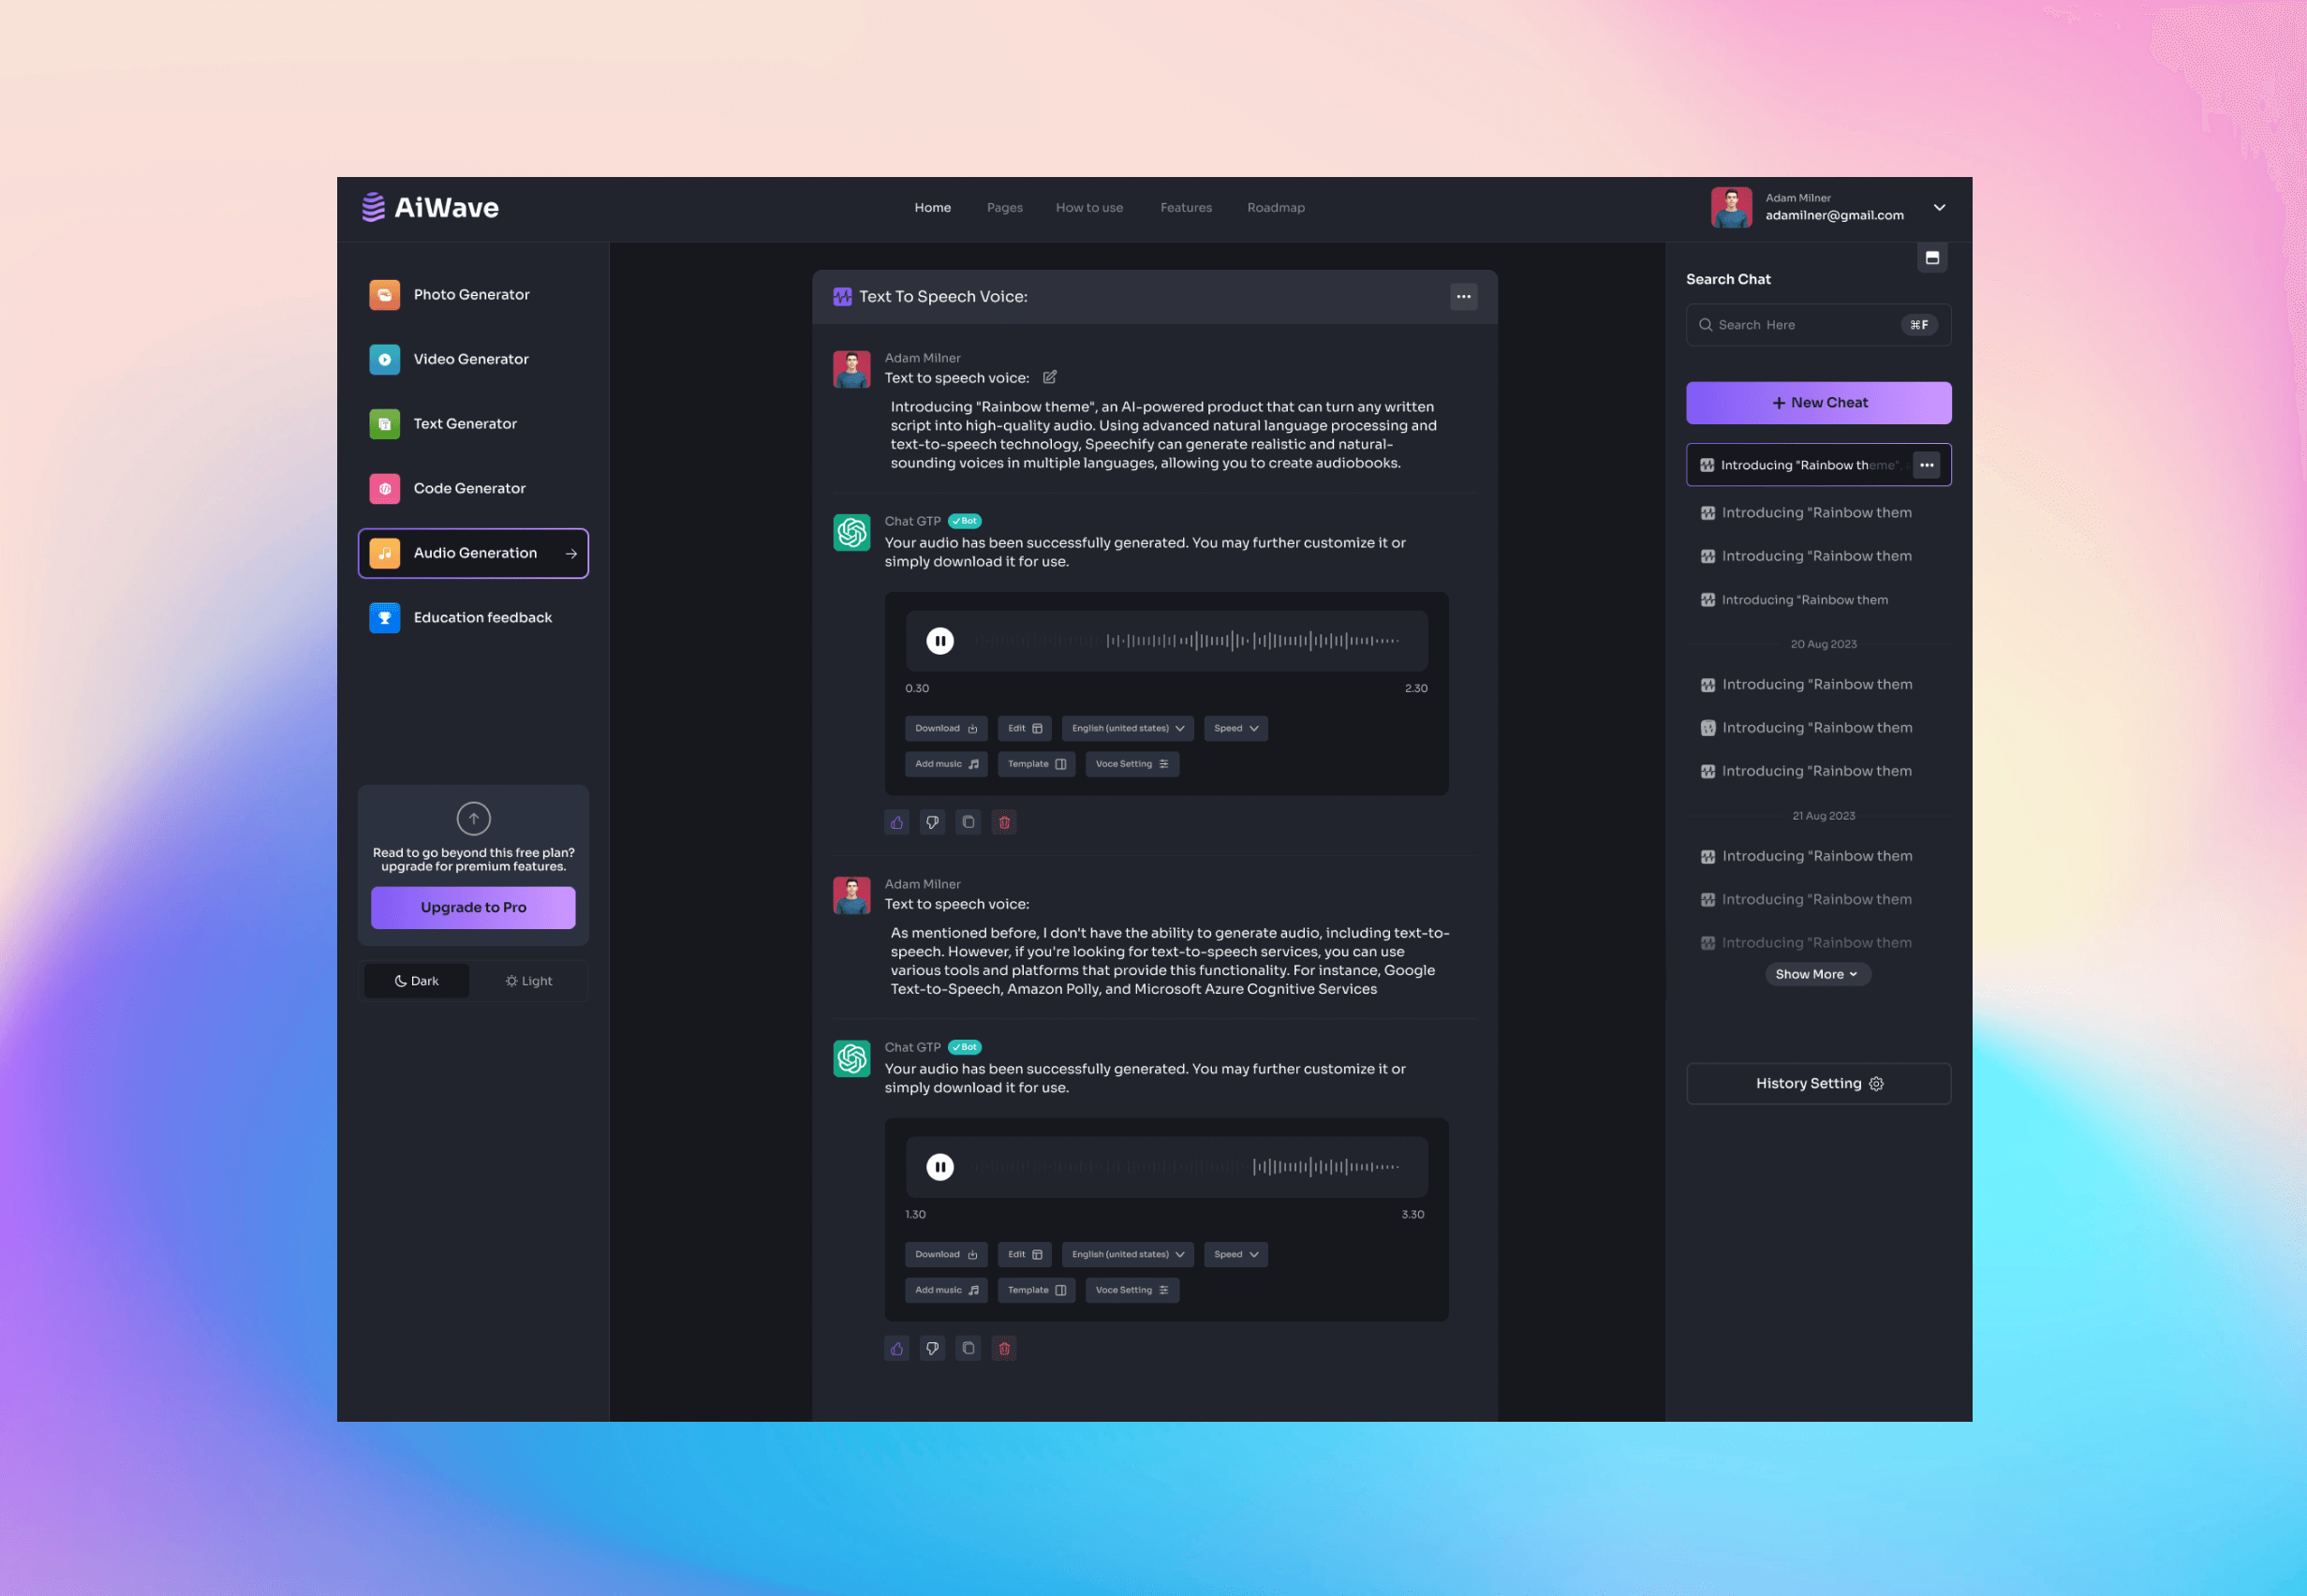 AiWave
Home
Pages
How to use
Features
Roadmap
Adam Milner
adamilner@gmail.com
Photo Generator
Video Generator
Text Generator
Code Generator
Audio Generation
Education feedback
Read to go beyond this free plan?
upgrade for premium features.
Upgrade to Pro
Dark
Light
Text To Speech Voice:
Adam Milner
Text to speech voice:
Introducing "Rainbow theme", an AI-powered product that can turn any written
script into high-quality audio. Using advanced natural language processing and
text-to-speech technology, Speechify can generate realistic and natural-
sounding voices in multiple languages, allowing you to create audiobooks.
Chat GTP
Bot
Your audio has been successfully generated. You may further customize it or
simply download it for use.
0.30
2.30
Download
Edit
English (united states)
Speed
Add music
Template
Voce Setting
Adam Milner
Text to speech voice:
As mentioned before, I don't have the ability to generate audio, including text-to-
speech. However, if you're looking for text-to-speech services, you can use
various tools and platforms that provide this functionality. For instance, Google
Text-to-Speech, Amazon Polly, and Microsoft Azure Cognitive Services
Chat GTP
Bot
Your audio has been successfully generated. You may further customize it or
simply download it for use.
1.30
3.30
Download
Edit
English (united states)
Speed
Add music
Template
Voce Setting
Search Chat
Search Here
⌘F
+ New Cheat
Introducing "Rainbow theme",
Introducing "Rainbow them
Introducing "Rainbow them
Introducing "Rainbow them
20 Aug 2023
Introducing "Rainbow them
Introducing "Rainbow them
Introducing "Rainbow them
21 Aug 2023
Introducing "Rainbow them
Introducing "Rainbow them
Introducing "Rainbow them
Show More
History Setting